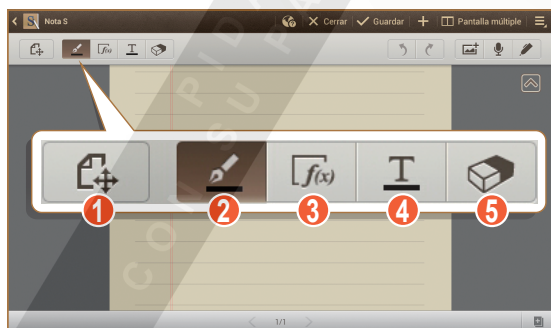 Nota S Cerrar Guardar Pantalla múltiple
f(x) T
f(x) T
1 2 3 4 5
1/1